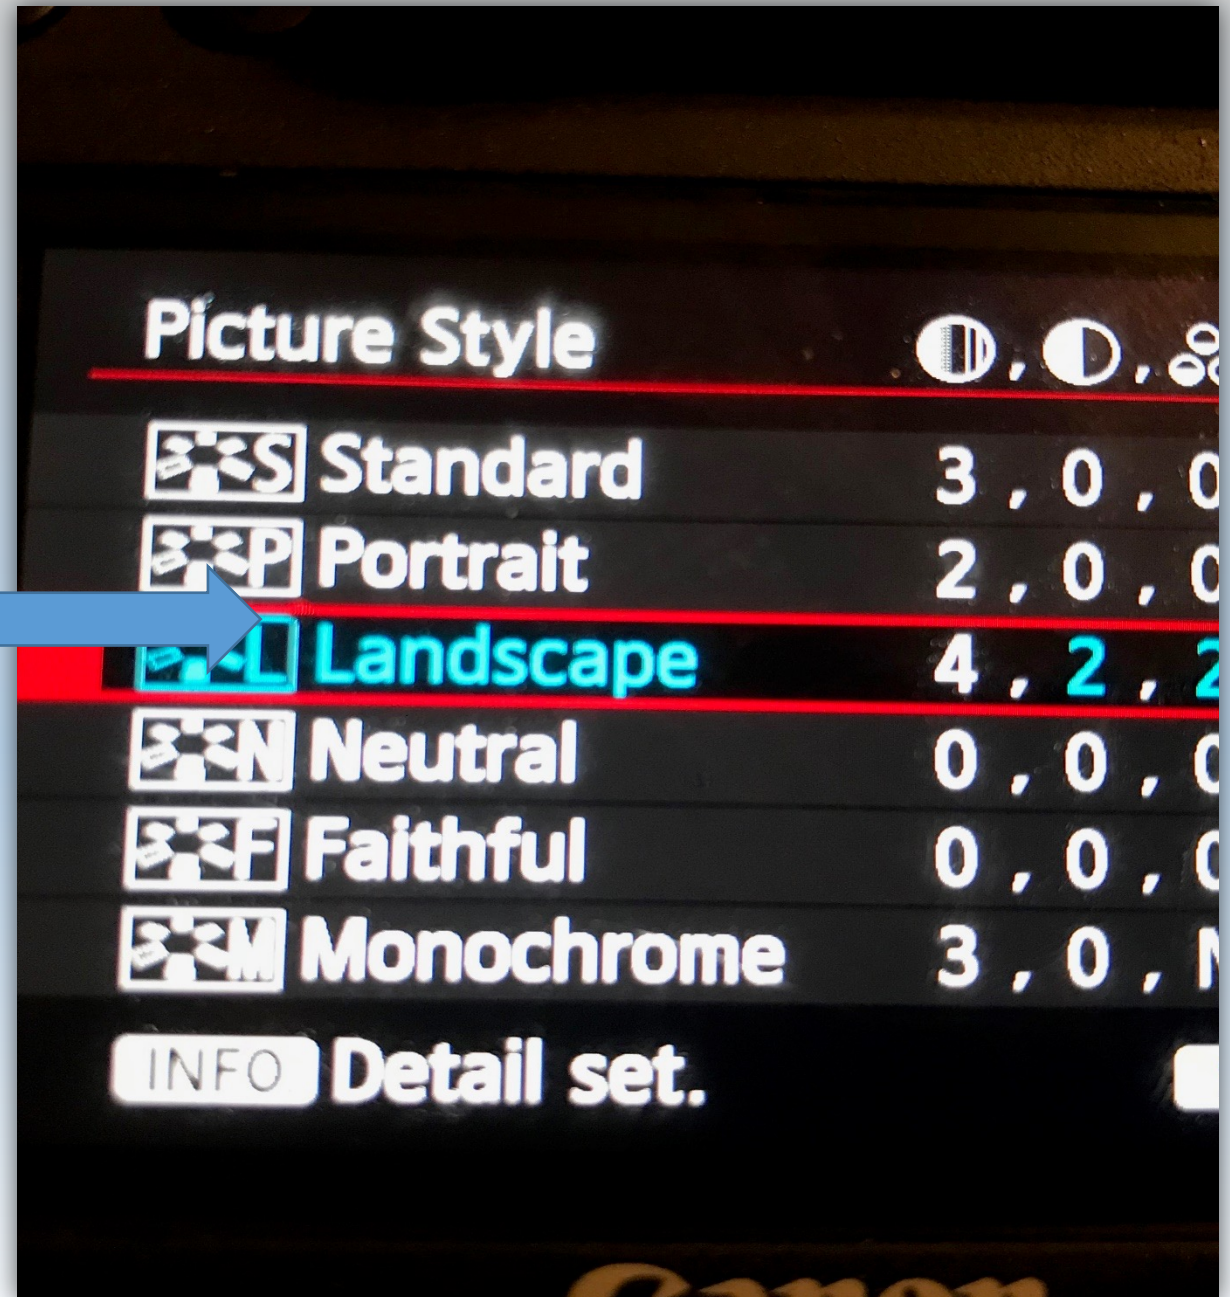 Picture Style
S Standard 3 , 0 , 0
P Portrait 2 , 0 , 0
L Landscape 4 , 2 , 2
N Neutral 0 , 0 , 0
F Faithful 0 , 0 , 0
M Monochrome 3 , 0 , N
INFO Detail set.
Canon